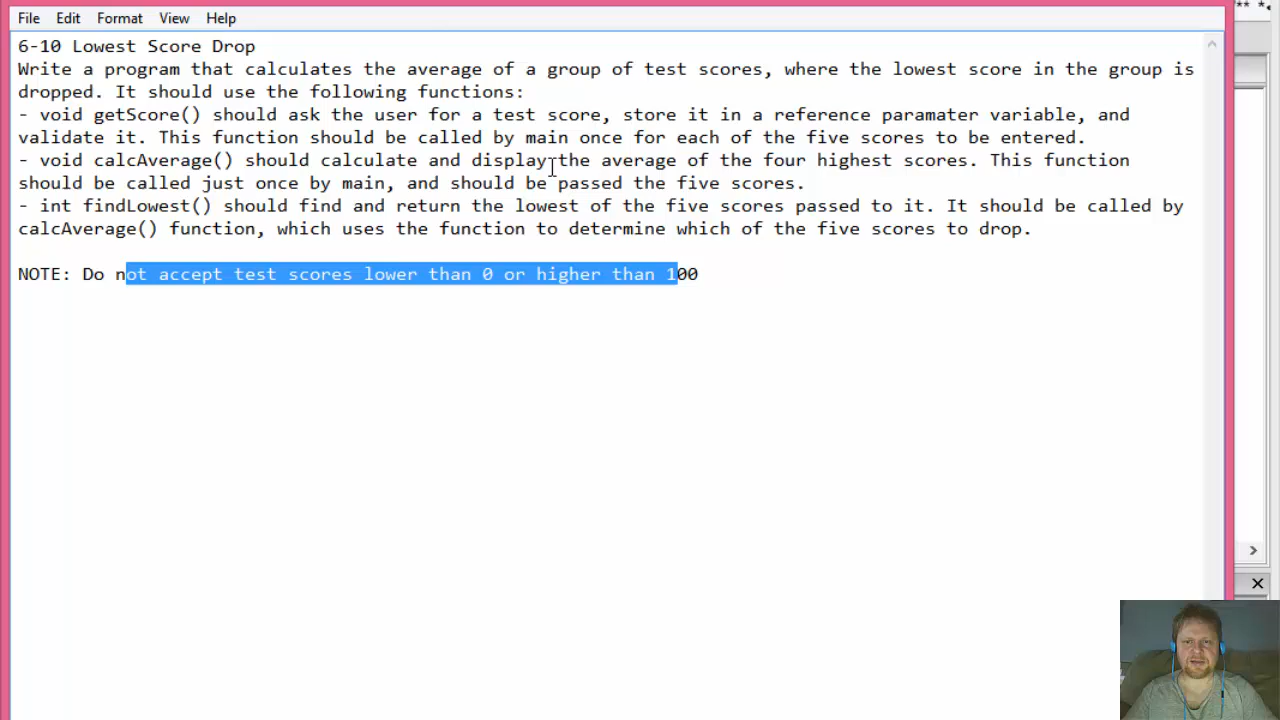 File Edit Format View Help
6-10 Lowest Score Drop
Write a program that calculates the average of a group of test scores, where the lowest score in the group is
dropped. It should use the following functions:
- void getScore() should ask the user for a test score, store it in a reference paramater variable, and
validate it. This function should be called by main once for each of the five scores to be entered.
- void calcAverage() should calculate and display the average of the four highest scores. This function
should be called just once by main, and should be passed the five scores.
- int findLowest() should find and return the lowest of the five scores passed to it. It should be called by
calcAverage() function, which uses the function to determine which of the five scores to drop.
NOTE: Do not accept test scores lower than 0 or higher than 100